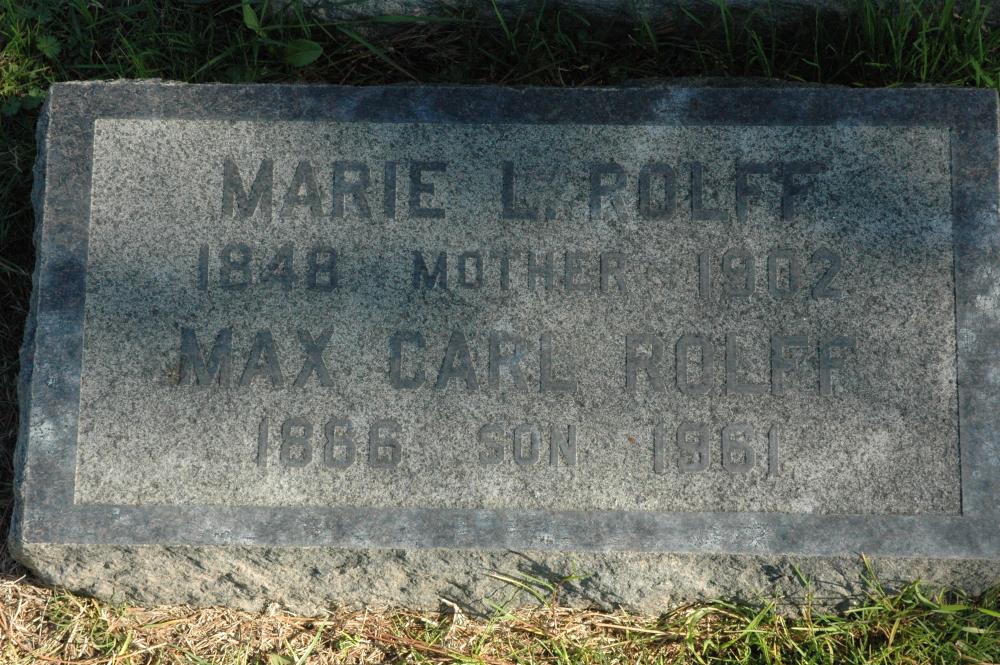 MARIE L. ROLFF
1848 MOTHER 1902
MAX CARL ROLFF
1866 SON 1961